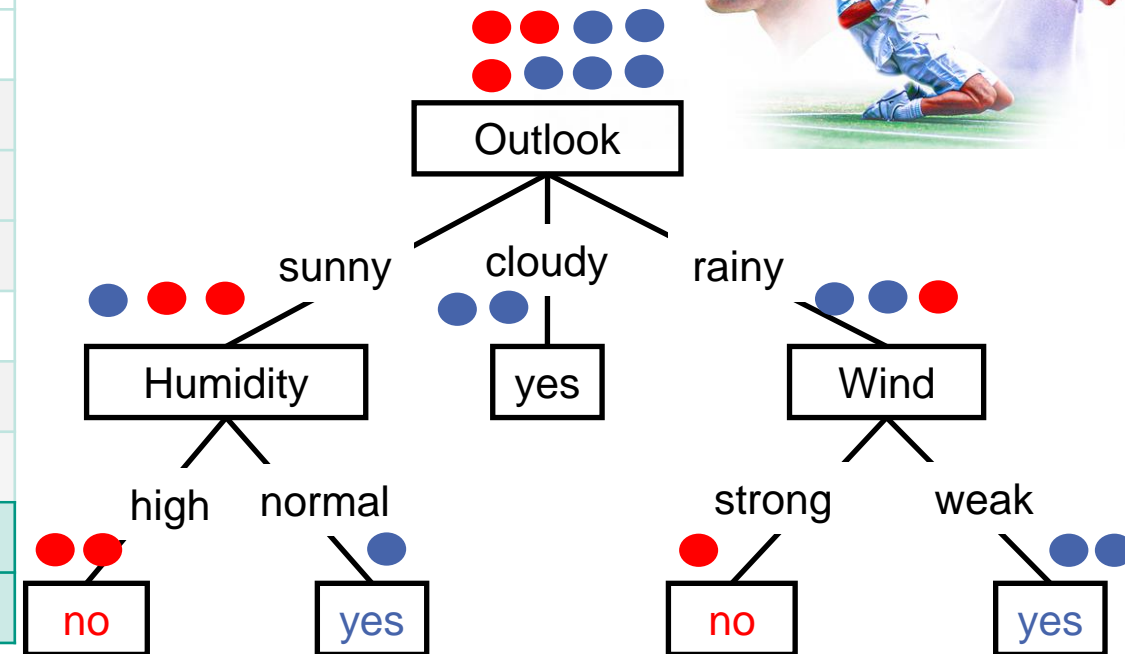 Outlook
sunny cloudy rainy
Humidity yes Wind
high normal strong weak
no yes no yes